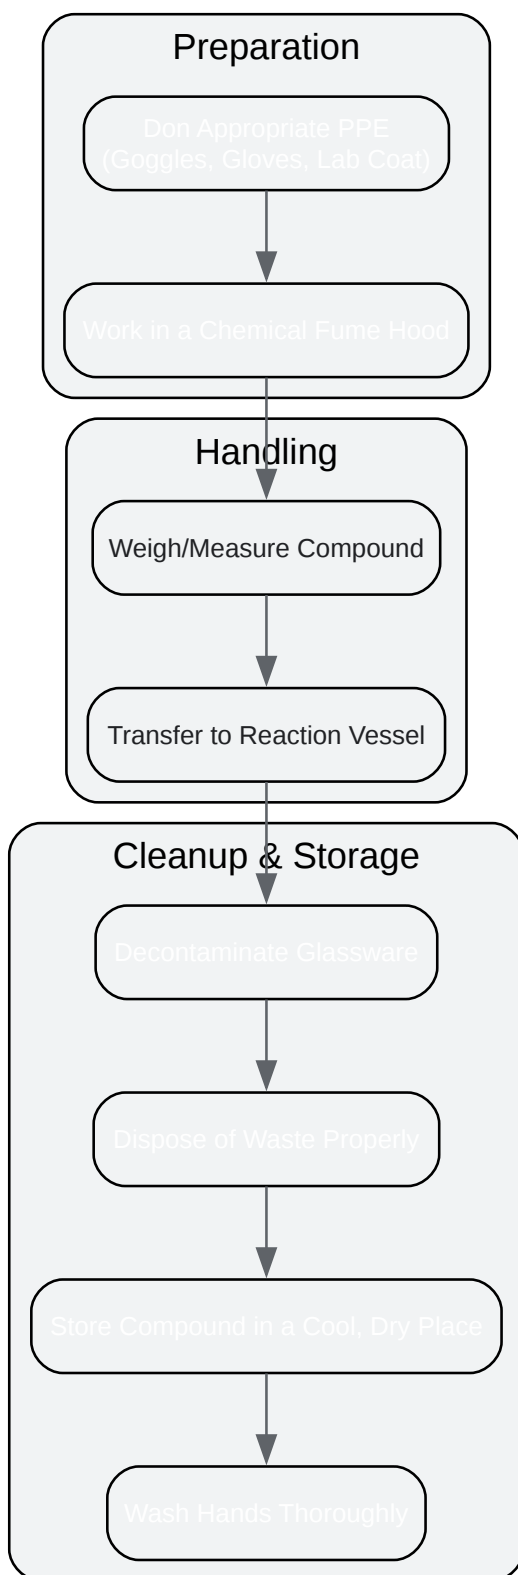 Preparation
Don Appropriate PPE
(Goggles, Gloves, Lab Coat)
Work in a Chemical Fume Hood
Handling
Weigh/Measure Compound
Transfer to Reaction Vessel
Cleanup & Storage
Decontaminate Glassware
Dispose of Waste Properly
Store Compound in a Cool, Dry Place
Wash Hands Thoroughly